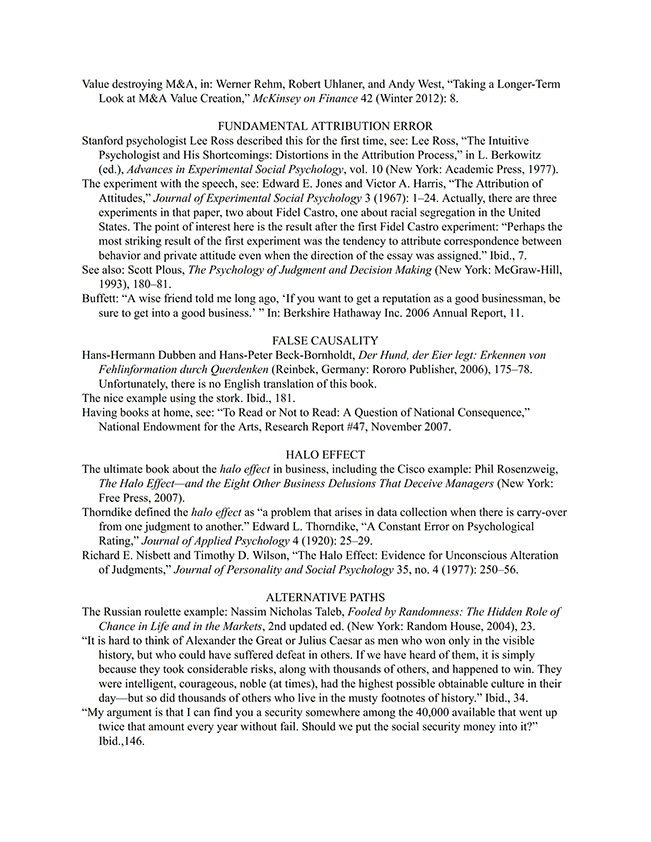 Value destroying M&A, in: Werner Rehm, Robert Uhlaner, and Andy West, “Taking a Longer-Term
Look at M&A Value Creation,” McKinsey on Finance 42 (Winter 2012): 8.
FUNDAMENTAL ATTRIBUTION ERROR
Stanford psychologist Lee Ross described this for the first time, see: Lee Ross, “The Intuitive
Psychologist and His Shortcomings: Distortions in the Attribution Process,” in L. Berkowitz
(ed.), Advances in Experimental Social Psychology, vol. 10 (New York: Academic Press, 1977).
The experiment with the speech, see: Edward E. Jones and Victor A. Harris, “The Attribution of
Attitudes,” Journal of Experimental Social Psychology 3 (1967): 1–24. Actually, there are three
experiments in that paper, two about Fidel Castro, one about racial segregation in the United
States. The point of interest here is the result after the first Fidel Castro experiment: “Perhaps the
most striking result of the first experiment was the tendency to attribute correspondence between
behavior and private attitude even when the direction of the essay was assigned.” Ibid., 7.
See also: Scott Plous, The Psychology of Judgment and Decision Making (New York: McGraw-Hill,
1993), 180–81.
Buffett: “A wise friend told me long ago, ‘If you want to get a reputation as a good businessman, be
sure to get into a good business.’ ” In: Berkshire Hathaway Inc. 2006 Annual Report, 11.
FALSE CAUSALITY
Hans-Hermann Dubben and Hans-Peter Beck-Bornholdt, Der Hund, der Eier legt: Erkennen von
Fehlinformation durch Querdenken (Reinbek, Germany: Rororo Publisher, 2006), 175–78.
Unfortunately, there is no English translation of this book.
The nice example using the stork. Ibid., 181.
Having books at home, see: “To Read or Not to Read: A Question of National Consequence,”
National Endowment for the Arts, Research Report #47, November 2007.
HALO EFFECT
The ultimate book about the halo effect in business, including the Cisco example: Phil Rosenzweig,
The Halo Effect—and the Eight Other Business Delusions That Deceive Managers (New York:
Free Press, 2007).
Thorndike defined the halo effect as “a problem that arises in data collection when there is carry-over
from one judgment to another.” Edward L. Thorndike, “A Constant Error on Psychological
Rating,” Journal of Applied Psychology 4 (1920): 25–29.
Richard E. Nisbett and Timothy D. Wilson, “The Halo Effect: Evidence for Unconscious Alteration
of Judgments,” Journal of Personality and Social Psychology 35, no. 4 (1977): 250–56.
ALTERNATIVE PATHS
The Russian roulette example: Nassim Nicholas Taleb, Fooled by Randomness: The Hidden Role of
Chance in Life and in the Markets, 2nd updated ed. (New York: Random House, 2004), 23.
“It is hard to think of Alexander the Great or Julius Caesar as men who won only in the visible
history, but who could have suffered defeat in others. If we have heard of them, it is simply
because they took considerable risks, along with thousands of others, and happened to win. They
were intelligent, courageous, noble (at times), had the highest possible obtainable culture in their
day—but so did thousands of others who live in the musty footnotes of history.” Ibid., 34.
“My argument is that I can find you a security somewhere among the 40,000 available that went up
twice that amount every year without fail. Should we put the social security money into it?”
Ibid.,146.